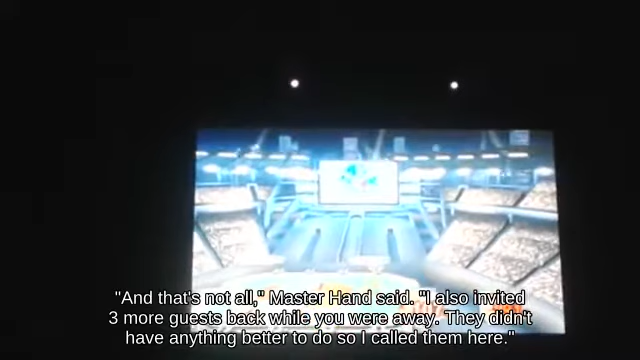 "And that's not all," Master Hand said. "I also invited
3 more guests back while you were away. They didn't
have anything better to do so I called them here."